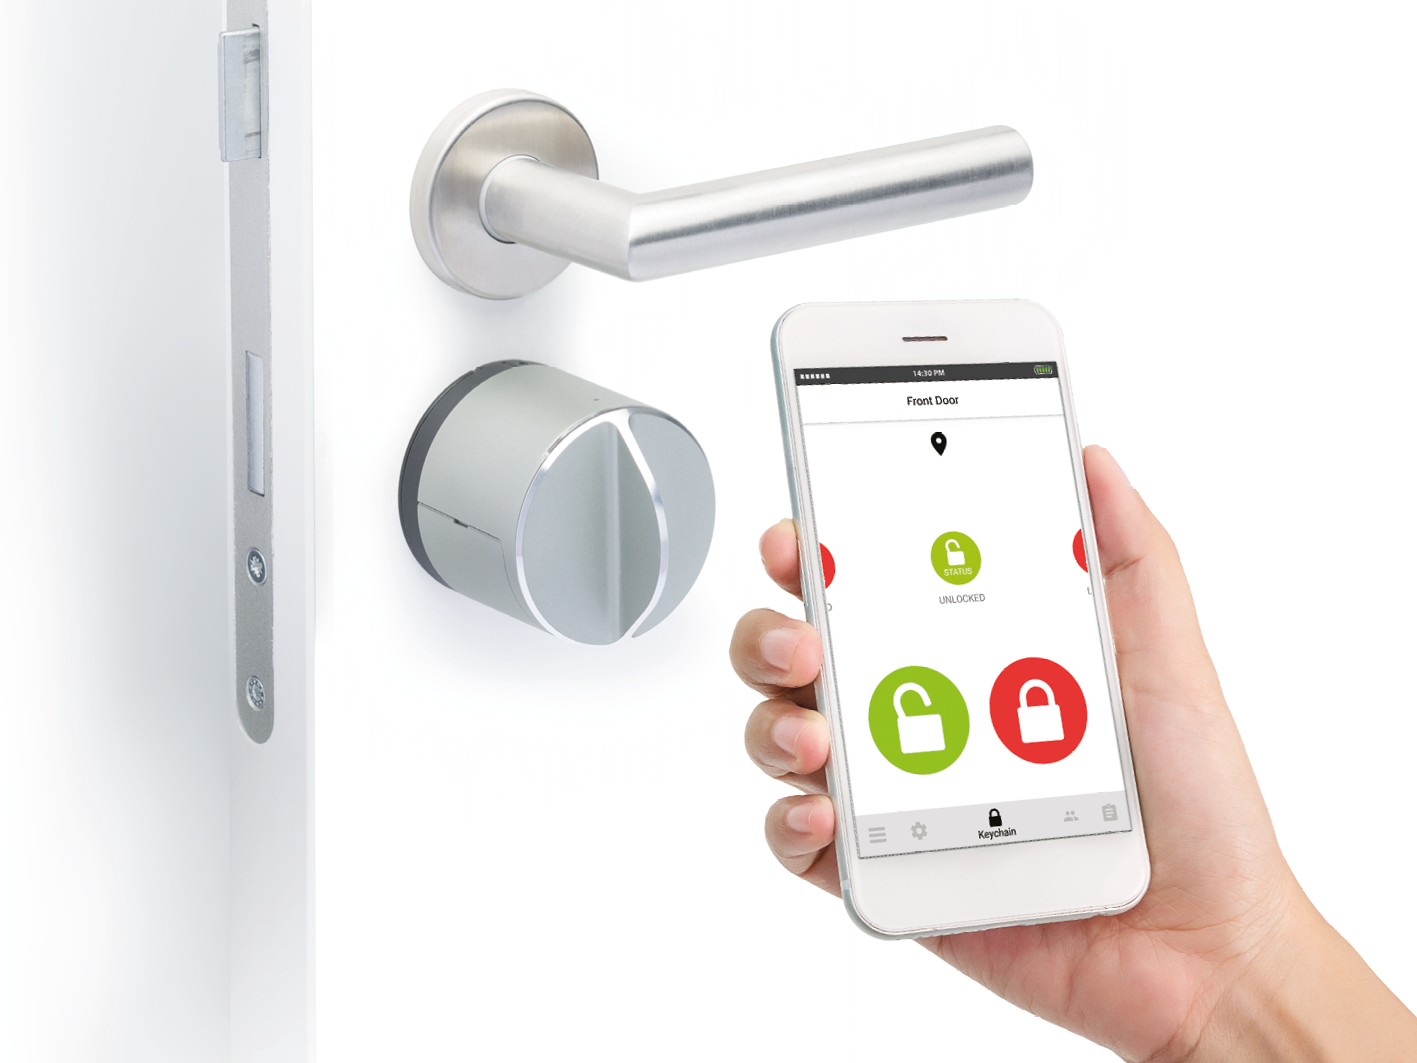 14:30 PM
Front Door
STATUS
UNLOCKED
Keychain